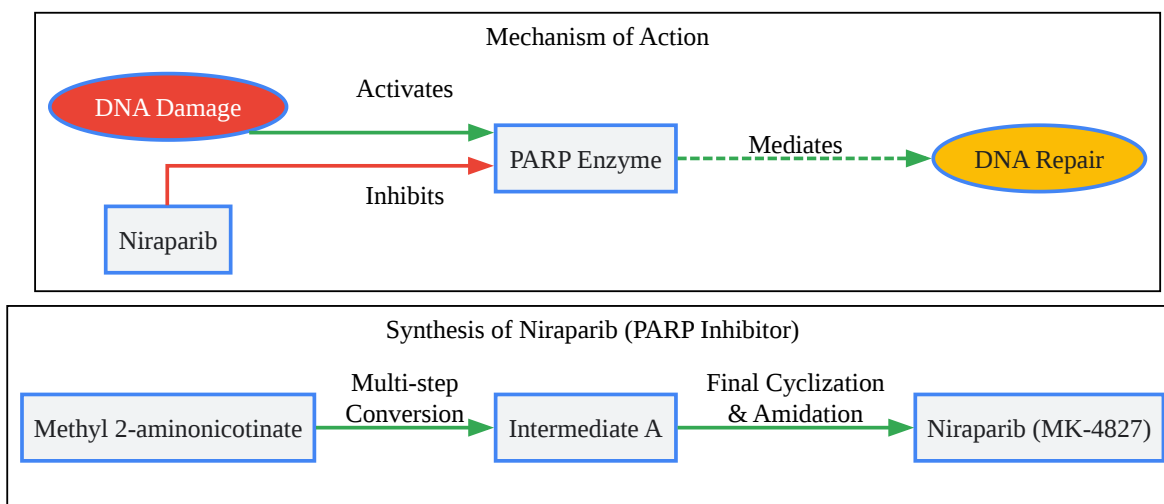 Mechanism of Action
DNA Damage
Activates
PARP Enzyme
Mediates
DNA Repair
Inhibits
Niraparib
Synthesis of Niraparib (PARP Inhibitor)
Methyl 2-aminonicotinate
Multi-step
Conversion
Intermediate A
Final Cyclization
& Amidation
Niraparib (MK-4827)